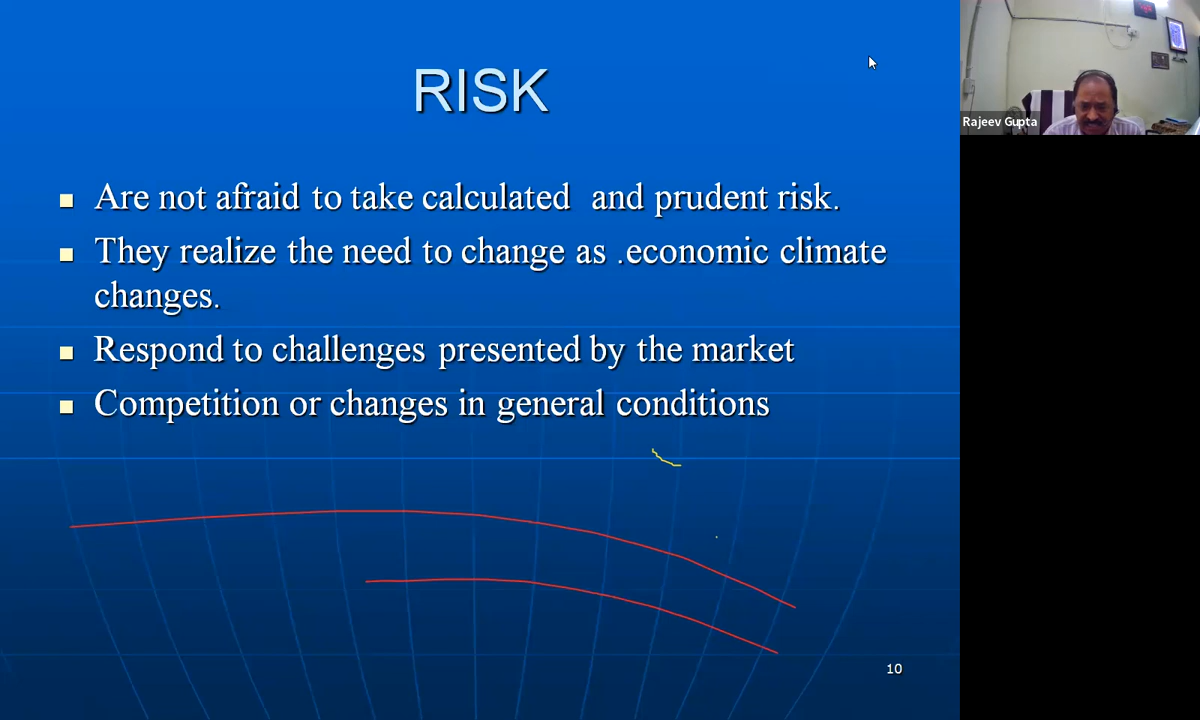 RISK
Are not afraid to take calculated and prudent risk.
They realize the need to change as .economic climate
changes.
Respond to challenges presented by the market
Competition or changes in general conditions
10
Rajeev Gupta